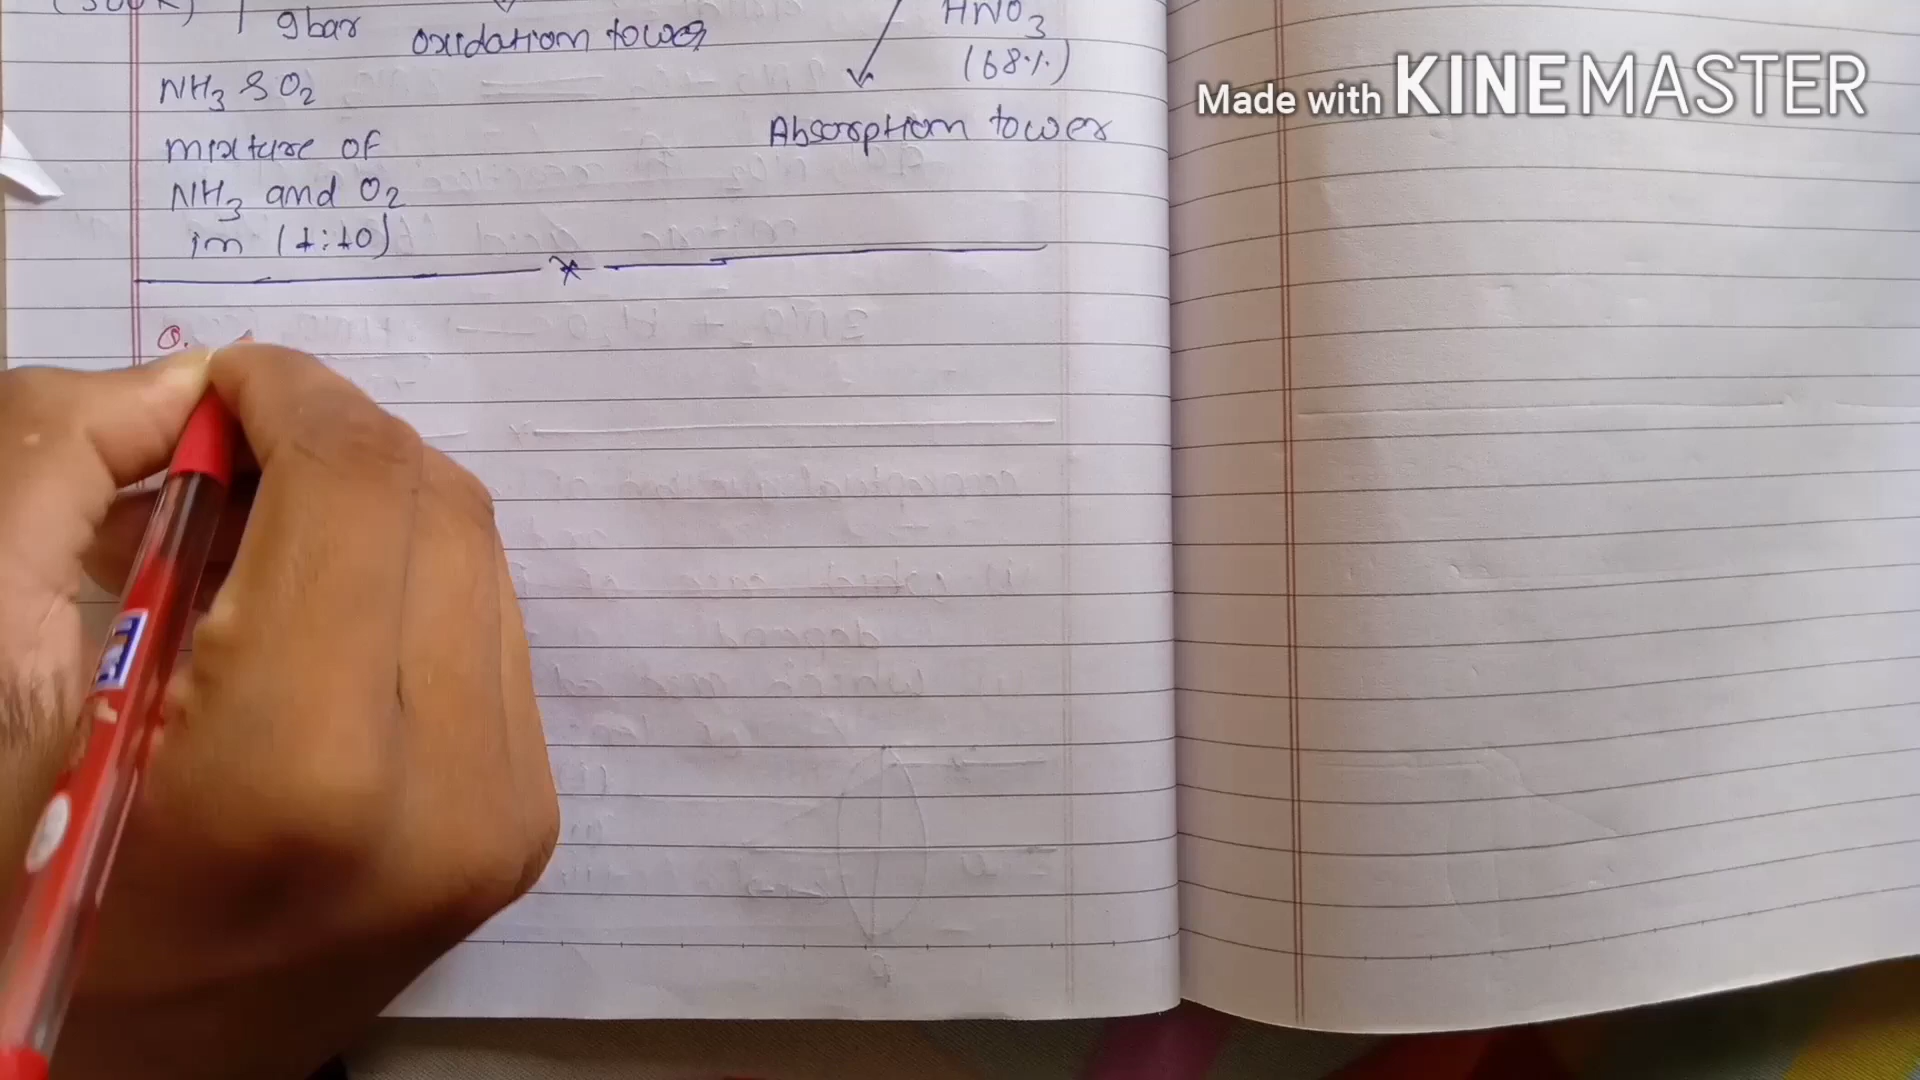 9bar
oxidation tower
HNO3
(68%)
NH3 & O2
mixture of
NH3 and O2
in (1:10)
Absorption tower
Q.
Made with KINEMASTER